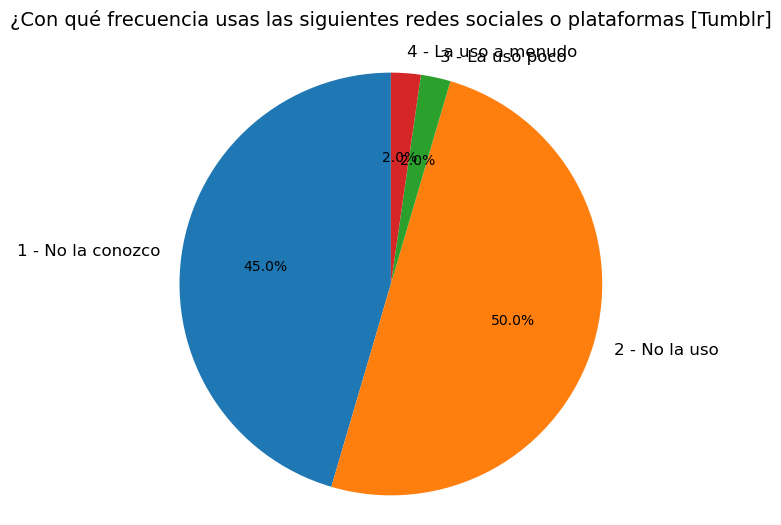 ¿Con qué frecuencia usas las siguientes redes sociales o plataformas [Tumblr]
4 - La uso a menudo
3 - La uso poco
2.0%
2.0%
1 - No la conozco
45.0%
50.0%
2 - No la uso